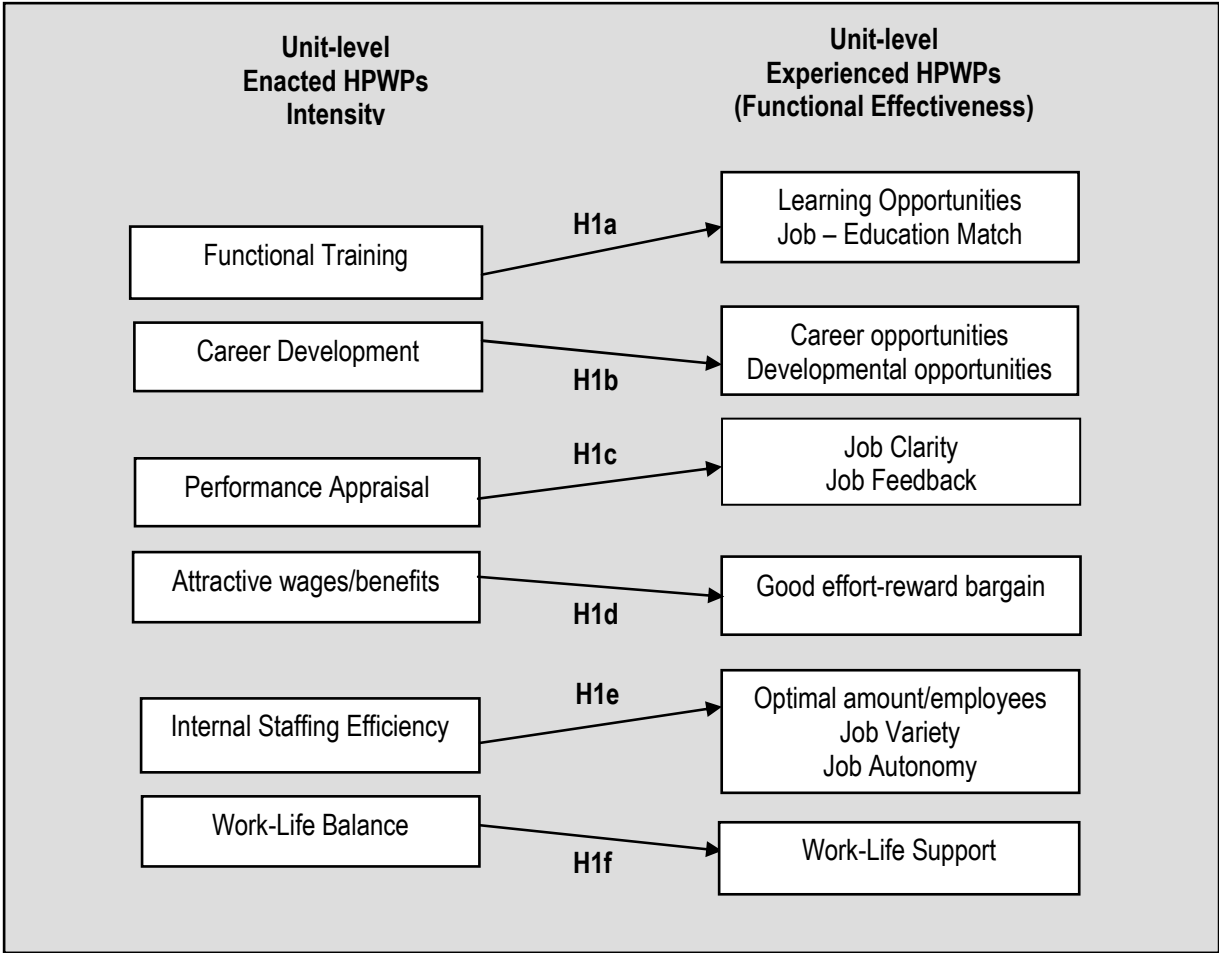 Unit-level
Enacted HPWPs
Intensity
Unit-level
Experienced HPWPs
(Functional Effectiveness)
Functional Training
H1a
Learning Opportunities
Job – Education Match
Career Development
H1b
Career opportunities
Developmental opportunities
Performance Appraisal
H1c
Job Clarity
Job Feedback
Attractive wages/benefits
H1d
Good effort-reward bargain
Internal Staffing Efficiency
H1e
Optimal amount/employees
Job Variety
Job Autonomy
Work-Life Balance
H1f
Work-Life Support